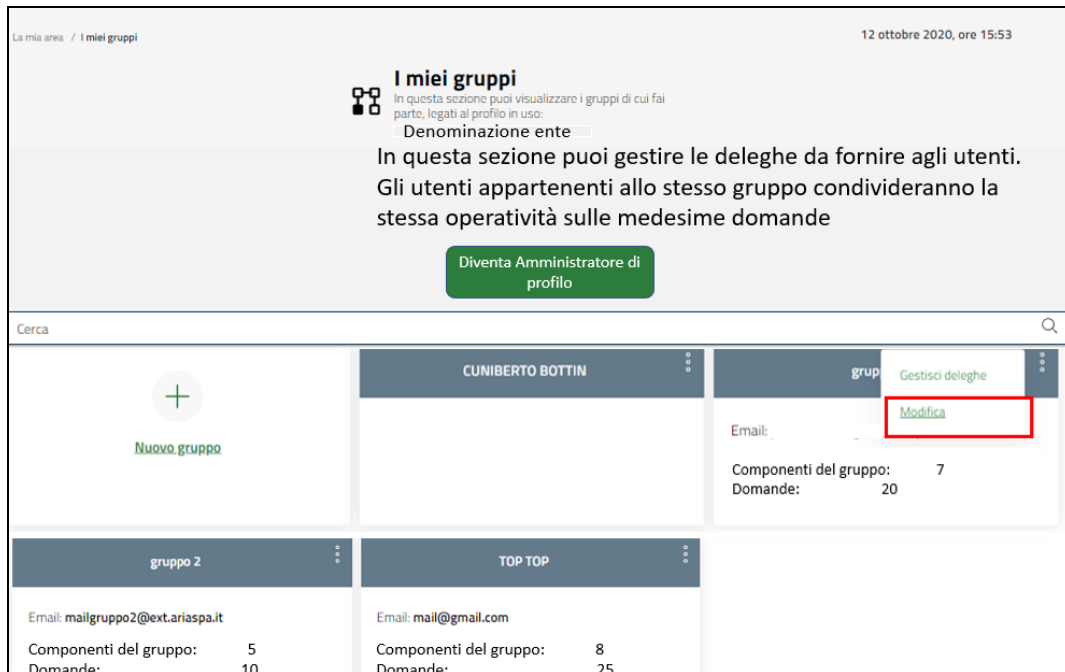 La mia area / I miei gruppi
12 ottobre 2020, ore 15:53
I miei gruppi
In questa sezione puoi visualizzare i gruppi di cui fai
parte, legati al profilo in uso:
Denominazione ente
In questa sezione puoi gestire le deleghe da fornire agli utenti.
Gli utenti appartenenti allo stesso gruppo condivideranno la
stessa operatività sulle medesime domande
Diventa Amministratore di
profilo
Cerca
Nuovo gruppo
CUNIBERTO BOTTIN
grup
Gestisci deleghe
Modifica
Email:
Componenti del gruppo: 7
Domande: 20
gruppo 2
Email: mailgruppo2@ext.ariaspa.it
Componenti del gruppo: 5
Domande: 10
TOP TOP
Email: mail@gmail.com
Componenti del gruppo: 8
Domande: 25